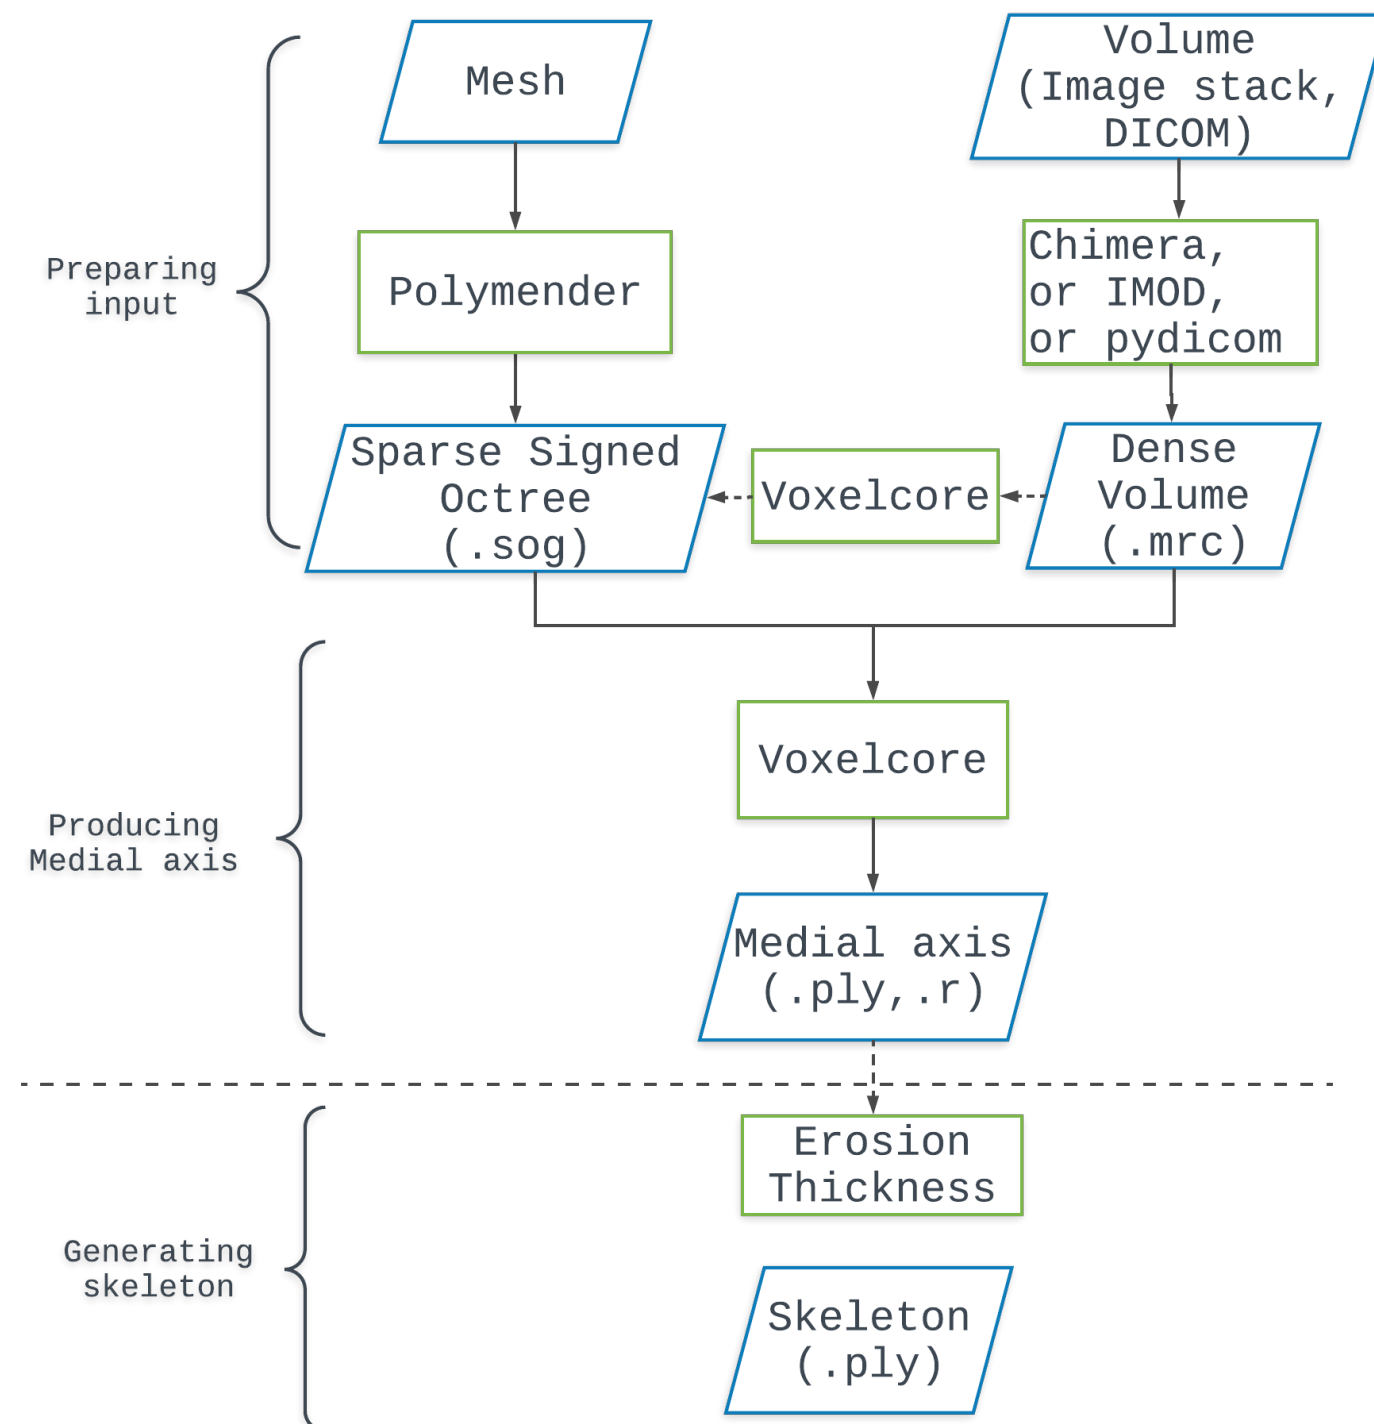 Mesh
Volume
(Image stack,
DICOM)
Preparing
input
Polymender
Chimera,
or IMOD,
or pydicom
Sparse Signed
Octree
(.sog)
Voxelcore
Dense
Volume
(.mrc)
Producing
Medial axis
Voxelcore
Medial axis
(.ply,.r)
Generating
skeleton
Erosion
Thickness
Skeleton
(.ply)